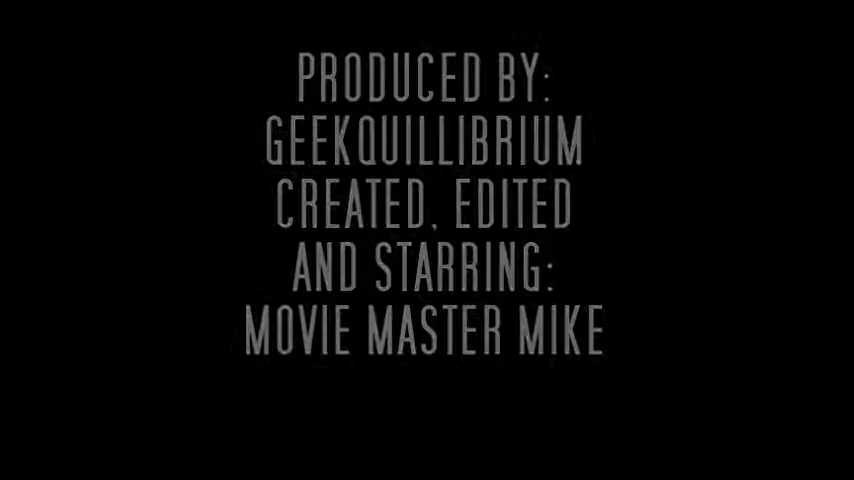 PRODUCED BY:
GEEKQUILLIBRIUM
CREATED, EDITED
AND STARRING:
MOVIE MASTER MIKE